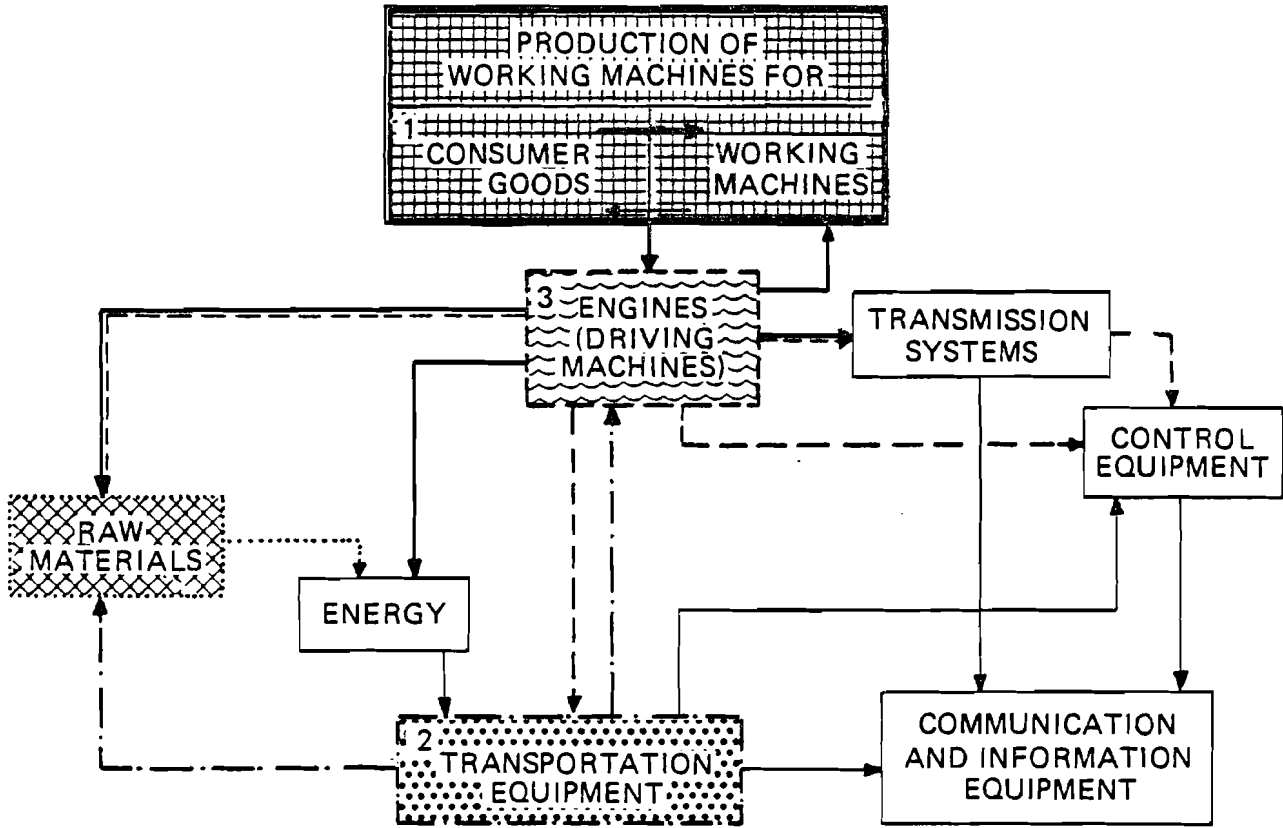 PRODUCTION OF
WORKING MACHINES FOR
1
CONSUMER
GOODS
WORKING
MACHINES
3
ENGINES
(DRIVING
MACHINES)
TRANSMISSION
SYSTEMS
CONTROL
EQUIPMENT
RAW
MATERIALS
ENERGY
2
TRANSPORTATION
EQUIPMENT
COMMUNICATION
AND INFORMATION
EQUIPMENT